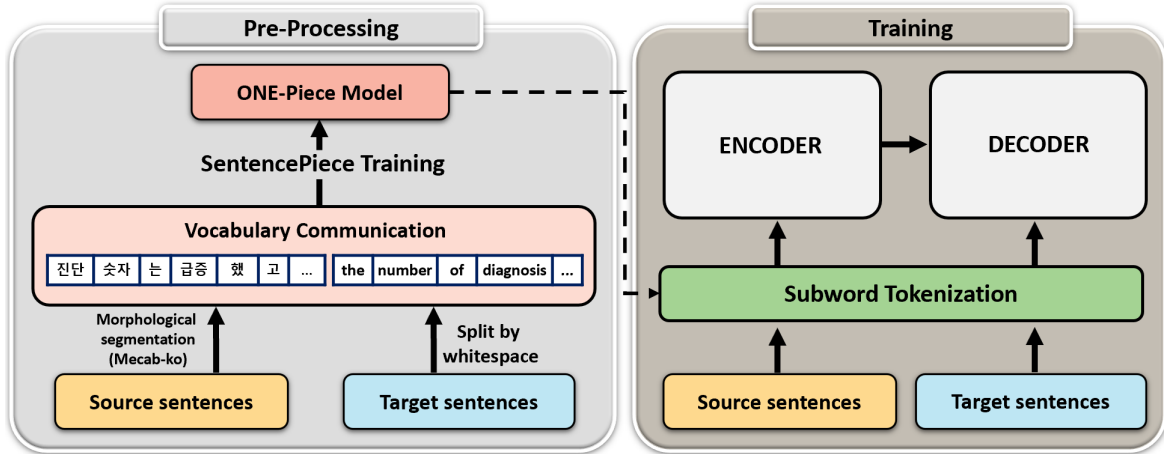 Pre-Processing
ONE-Piece Model
SentencePiece Training
Vocabulary Communication
진단 숫자 는 급증 했 고 ... the number of diagnosis ...
Morphological
segmentation
(Mecab-ko)
Split by
whitespace
Source sentences
Target sentences
Training
ENCODER
DECODER
Subword Tokenization
Source sentences
Target sentences